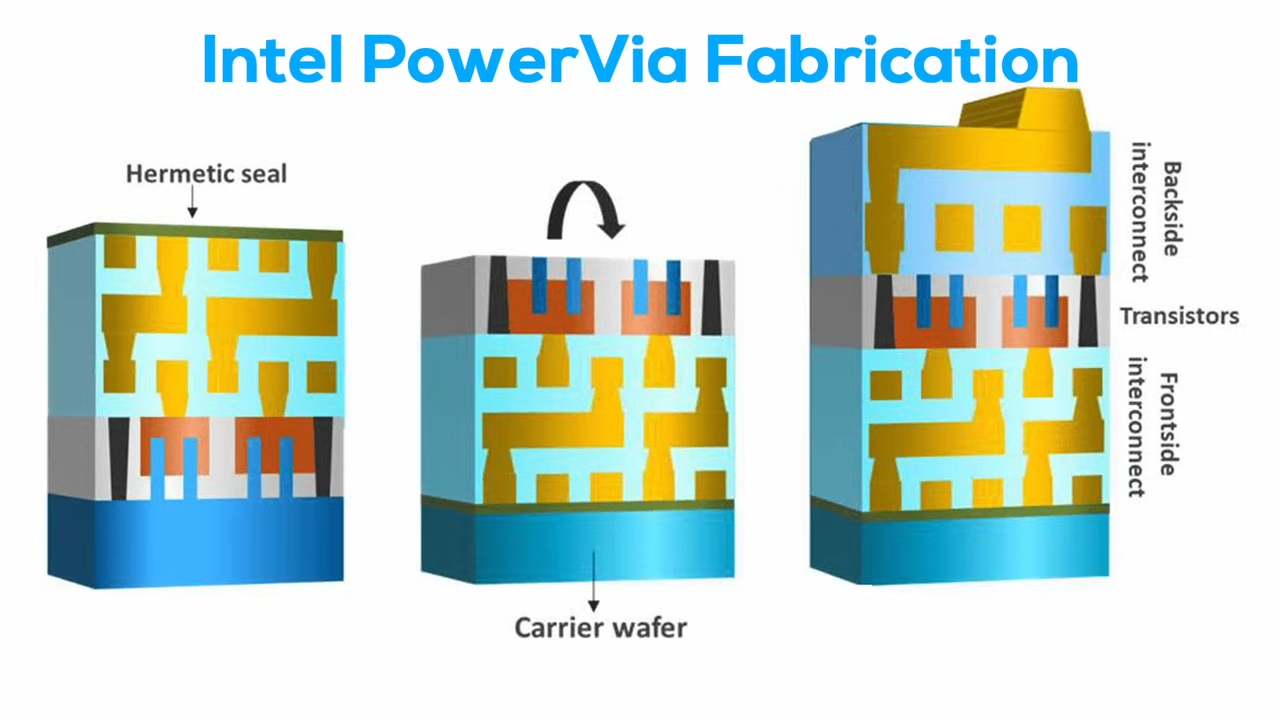 Intel PowerVia Fabrication
Hermetic seal
Carrier wafer
Backside
interconnect
Transistors
Frontside
interconnect